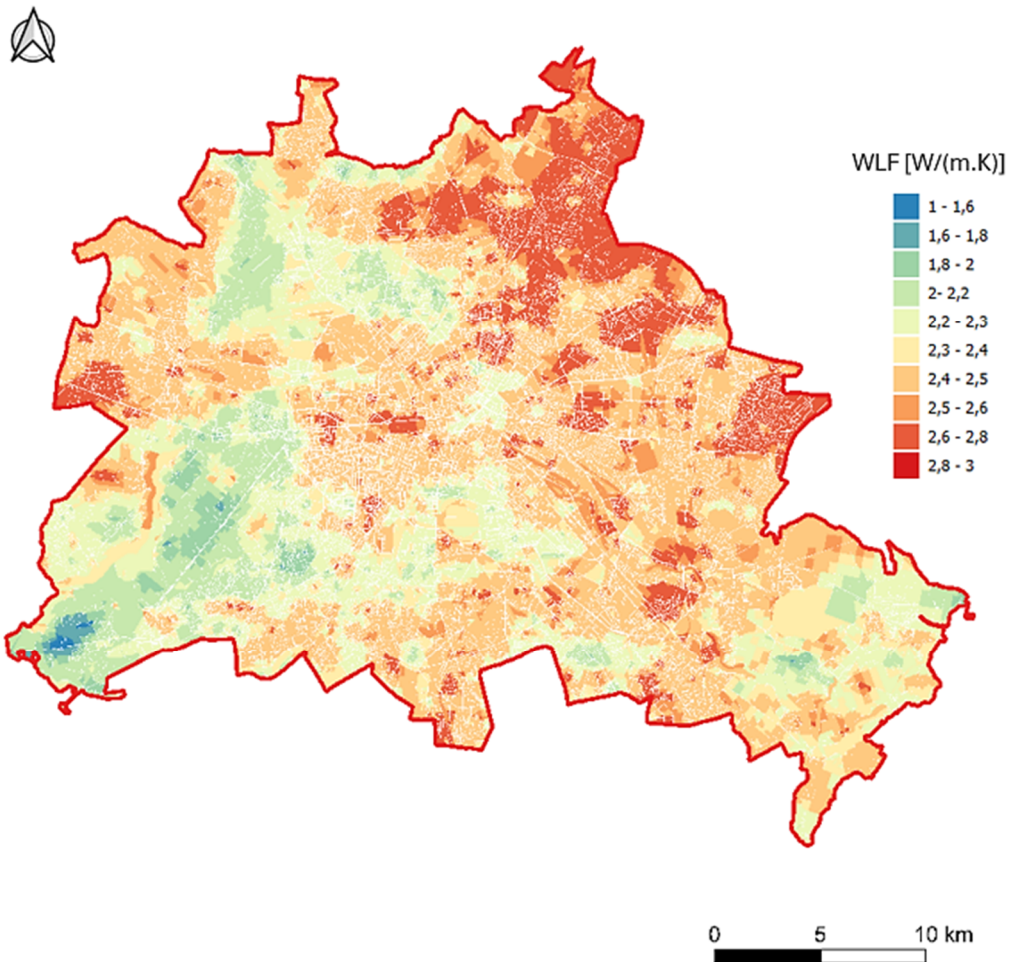 WLF [W/(m.K)]
1 - 1,6
1,6 - 1,8
1,8 - 2
2- 2,2
2,2 - 2,3
2,3 - 2,4
2,4 - 2,5
2,5 - 2,6
2,6 - 2,8
2,8 - 3
0 5 10 km